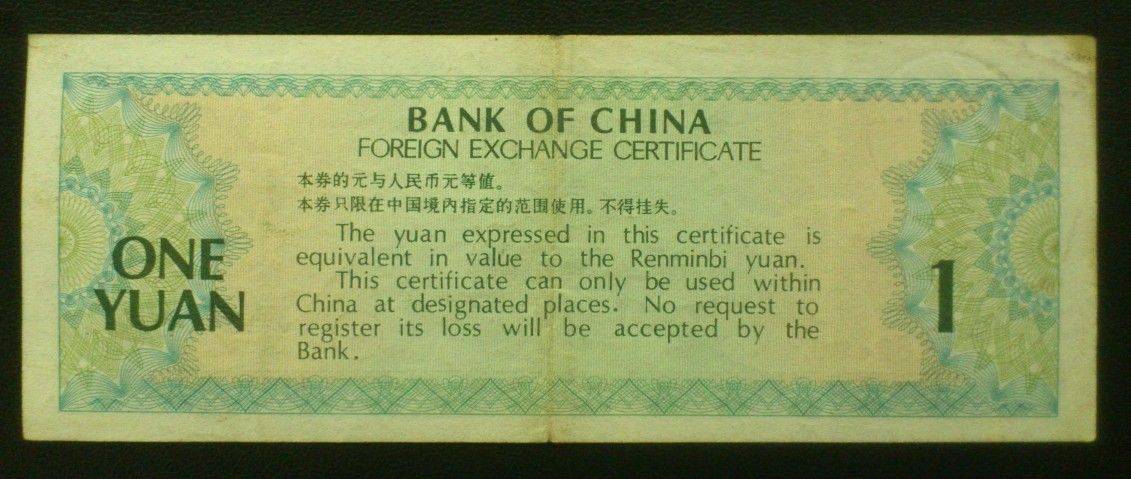 BANK OF CHINA
FOREIGN EXCHANGE CERTIFICATE
本券的元与人民币元等值。
本券只限在中国境内指定的范围使用。不得挂失。
The yuan expressed in this certificate is
equivalent in value to the Renminbi yuan.
This certificate can only be used within
China at designated places. No request to
register its loss will be accepted by the
Bank.
ONE
YUAN
1